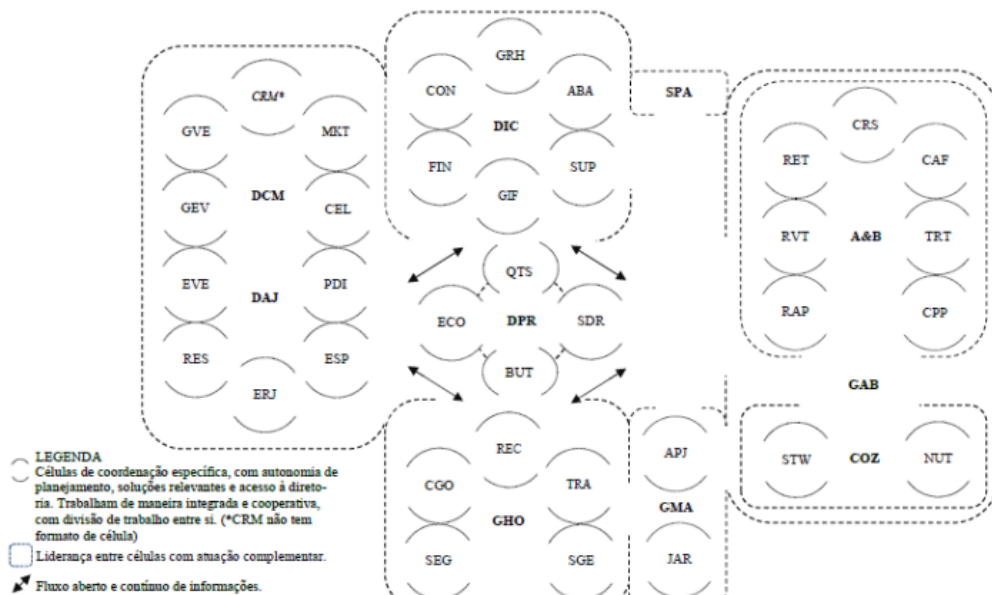 GRH
CRM*
CON
ABA
SPA
GVE
MKT
DIC
CRS
RET
CAF
FIN
SUP
DCM
GIF
GEV
CEL
RVT
A&B
TRT
QTS
EVE
PDI
DAJ
ECO
DPR
SDR
RAP
CPP
RES
ESP
BUT
ERJ
GAB
REC
APJ
STW
COZ
NUT
CGO
TRA
GMA
GHO
SEG
SGE
JAR
LEGENDA
Células de coordenação específica, com autonomia de
planejamento, soluções relevantes e acesso à direto-
ria. Trabalham de maneira integrada e cooperativa,
com divisão de trabalho entre si. (*CRM não tem
formato de célula)
Liderança entre células com atuação complementar.
Fluxo aberto e contínuo de informações.